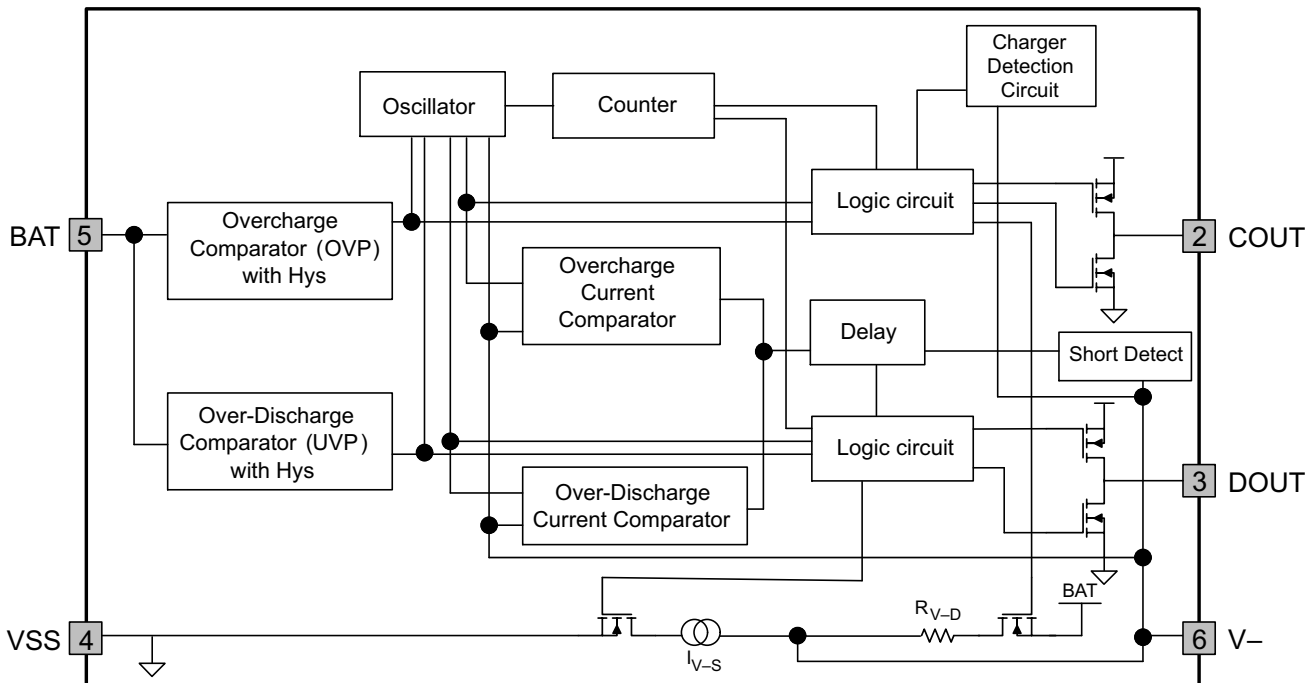 Charger
Detection
Circuit
Oscillator
Counter
Logic circuit
BAT 5
Overcharge
Comparator (OVP)
with Hys
2 COUT
Overcharge
Current
Comparator
Delay
Short Detect
Over-Discharge
Comparator (UVP)
with Hys
Logic circuit
3 DOUT
Over-Discharge
Current Comparator
BAT
RV–D
VSS 4
6 V–
IV–S